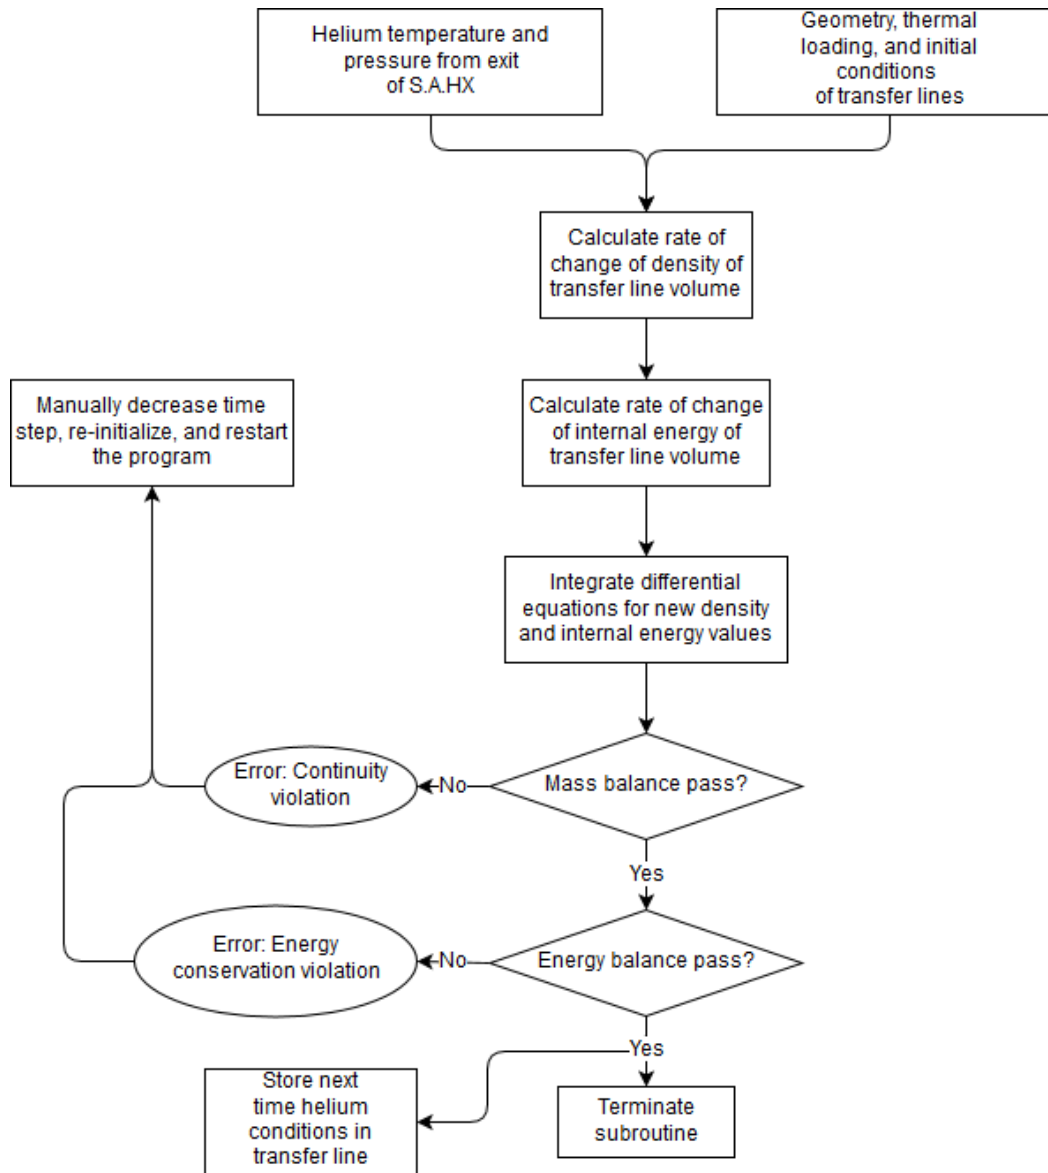 Helium temperature and
pressure from exit
of S.A.HX
Geometry, thermal
loading, and initial
conditions
of transfer lines
Calculate rate of
change of density of
transfer line volume
Calculate rate of change
of internal energy of
transfer line volume
Manually decrease time
step, re-initialize, and restart
the program
Integrate differential
equations for new density
and internal energy values
Mass balance pass?
No
Error: Continuity
violation
Yes
Energy balance pass?
No
Error: Energy
conservation violation
Yes
Store next
time helium
conditions in
transfer line
Terminate
subroutine